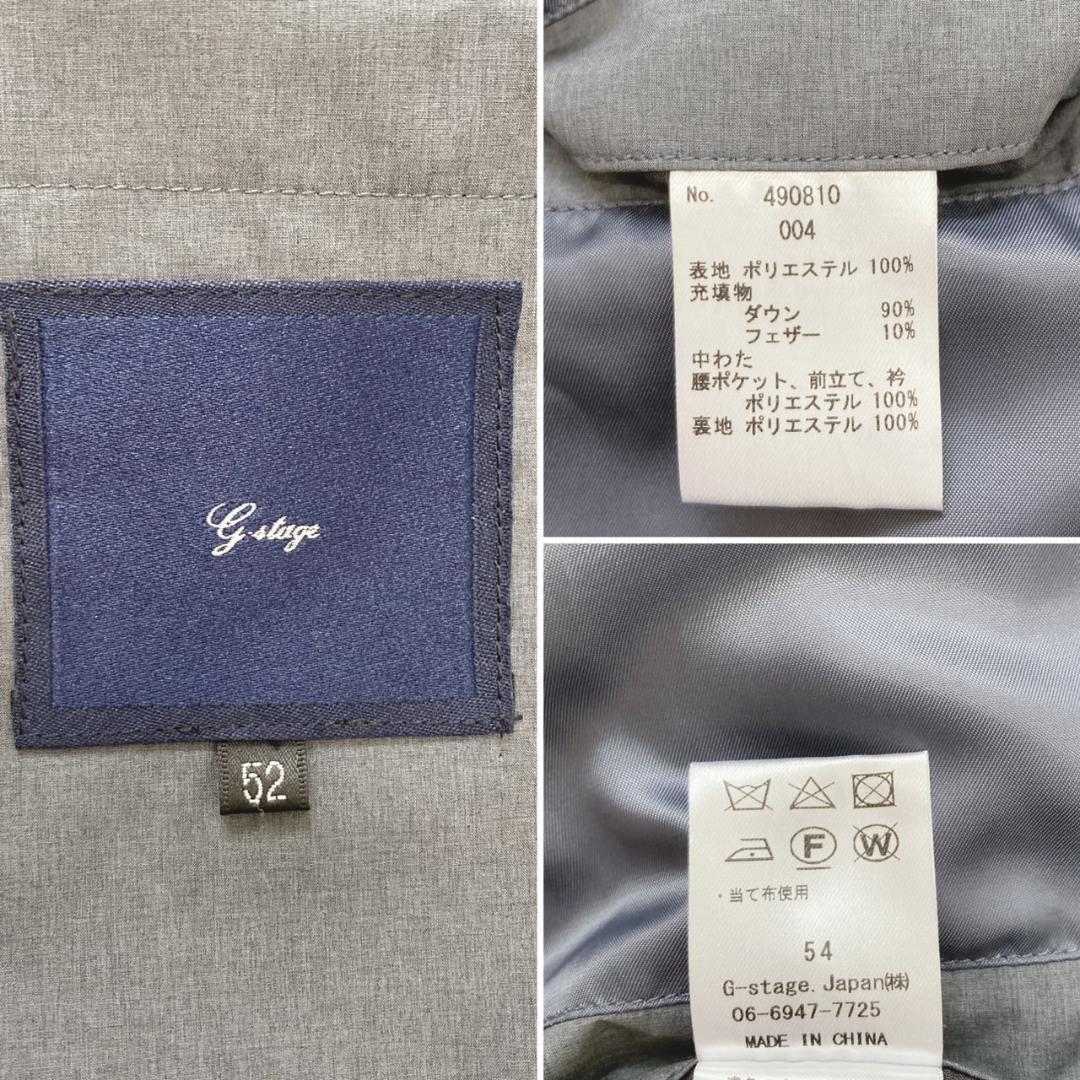 G-stage
52
No. 490810
004
表地 ポリエステル 100%
充填物
ダウン 90%
フェザー 10%
中わた
腰ポケット、前立て、衿
ポリエステル 100%
裏地 ポリエステル 100%
F W
・当て布使用
54
G-stage.Japan㈱
06-6947-7725
MADE IN CHINA